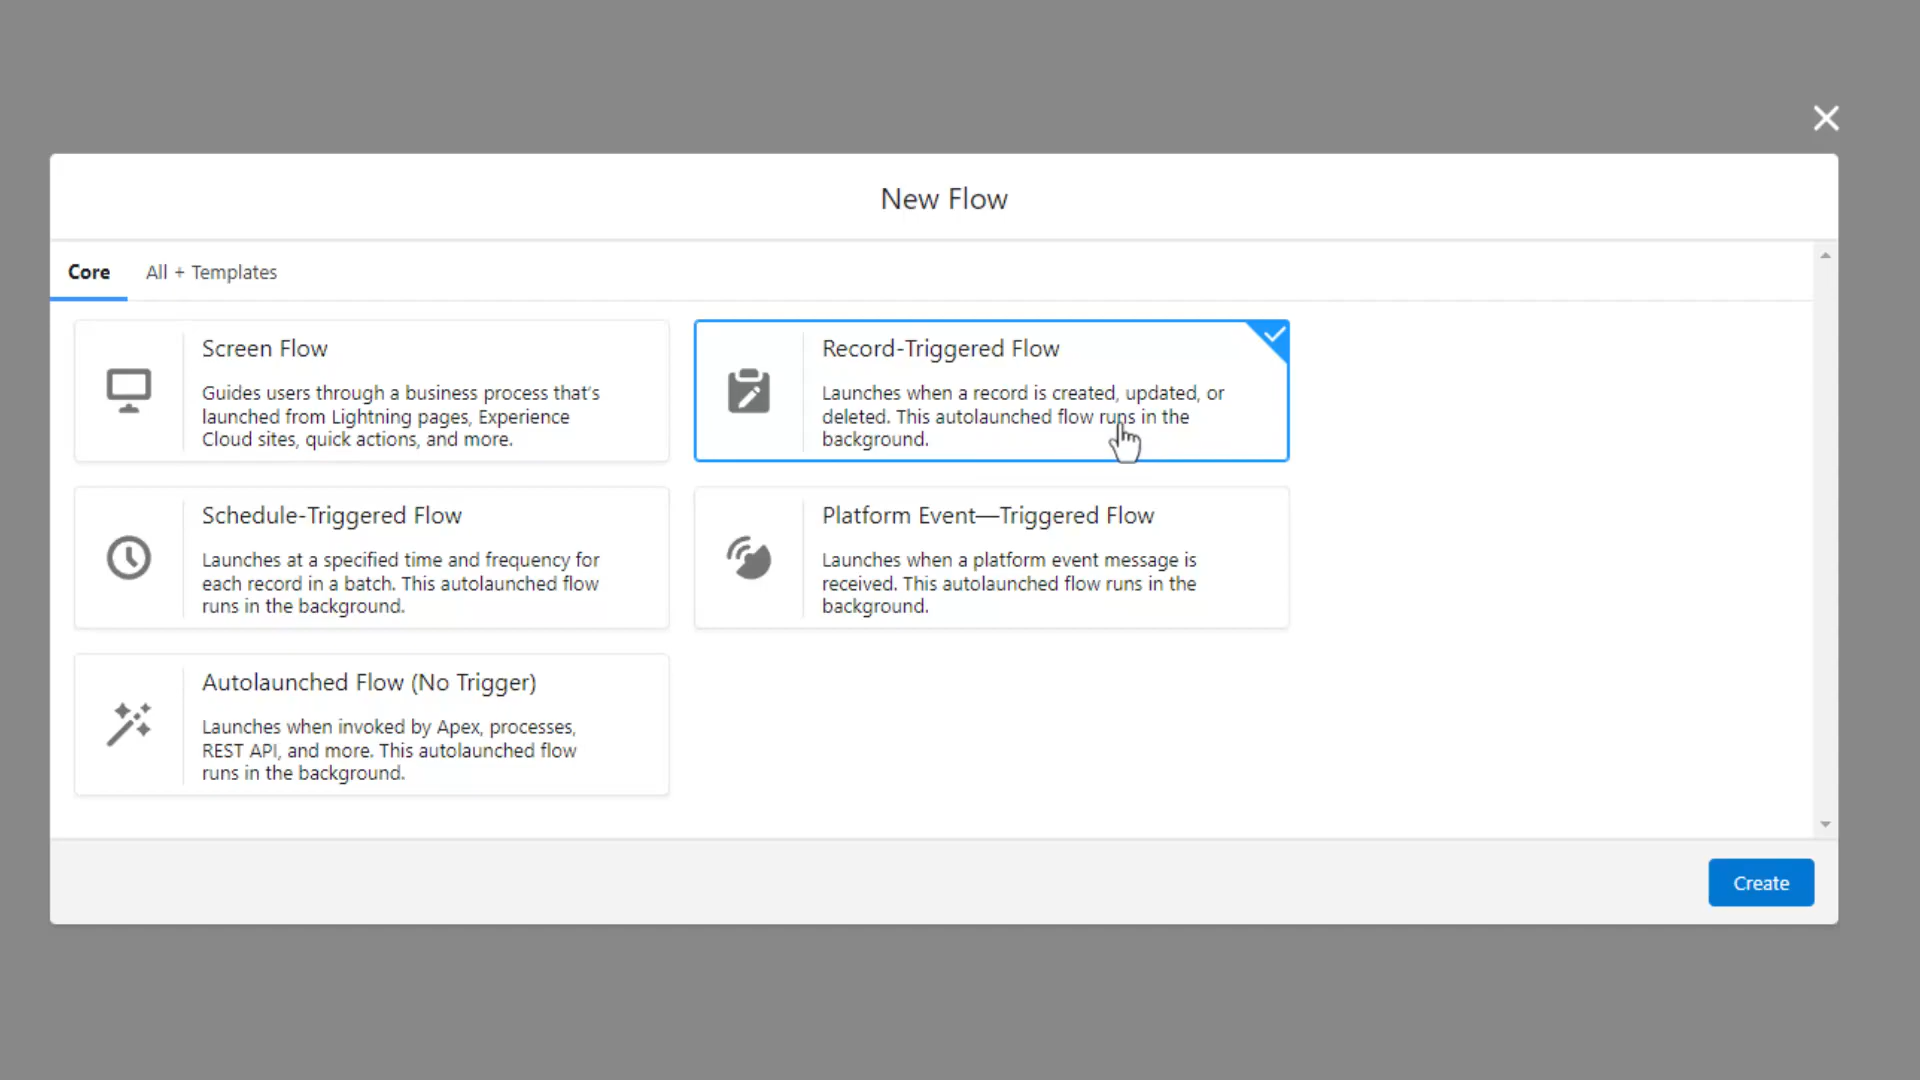 New Flow
Core
All + Templates
Screen Flow
Guides users through a business process that's
launched from Lightning pages, Experience
Cloud sites, quick actions, and more.
Record-Triggered Flow
Launches when a record is created, updated, or
deleted. This autolaunched flow runs in the
background.
Schedule-Triggered Flow
Launches at a specified time and frequency for
each record in a batch. This autolaunched flow
runs in the background.
Platform Event—Triggered Flow
Launches when a platform event message is
received. This autolaunched flow runs in the
background.
Autolaunched Flow (No Trigger)
Launches when invoked by Apex, processes,
REST API, and more. This autolaunched flow
runs in the background.
Create